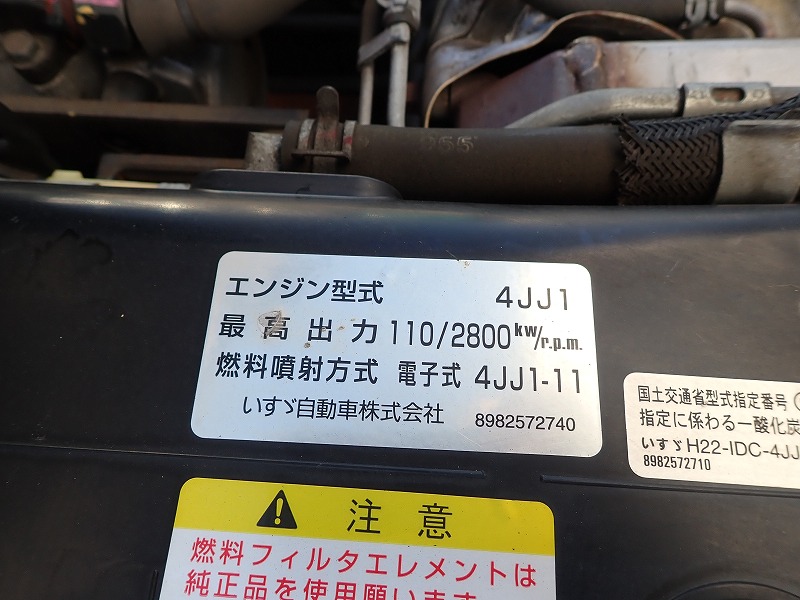 965
エンジン型式 4JJ1
最高出力 110/2800 kw/r.p.m.
燃料噴射方式 電子式 4JJ1-11
いすゞ自動車株式会社 8982572740
国土交通省型式指定番号
指定に係わる一酸化炭
いすゞH22-IDC-4JJ
8982572710
注意
燃料フィルタエレメントは
純正品を使用願います